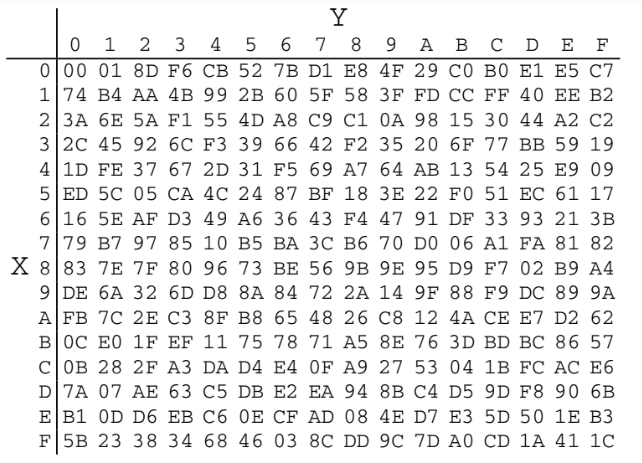 Y
0 1 2 3 4 5 6 7 8 9 A B C D E F
0 00 01 8D F6 CB 52 7B D1 E8 4F 29 C0 B0 E1 E5 C7
1 74 B4 AA 4B 99 2B 60 5F 58 3F FD CC FF 40 EE B2
2 3A 6E 5A F1 55 4D A8 C9 C1 0A 98 15 30 44 A2 C2
3 2C 45 92 6C F3 39 66 42 F2 35 20 6F 77 BB 59 19
4 1D FE 37 67 2D 31 F5 69 A7 64 AB 13 54 25 E9 09
5 ED 5C 05 CA 4C 24 87 BF 18 3E 22 F0 51 EC 61 17
6 16 5E AF D3 49 A6 36 43 F4 47 91 DF 33 93 21 3B
7 79 B7 97 85 10 B5 BA 3C B6 70 D0 06 A1 FA 81 82
X 8 83 7E 7F 80 96 73 BE 56 9B 9E 95 D9 F7 02 B9 A4
9 DE 6A 32 6D D8 8A 84 72 2A 14 9F 88 F9 DC 89 9A
A FB 7C 2E C3 8F B8 65 48 26 C8 12 4A CE E7 D2 62
B 0C E0 1F EF 11 75 78 71 A5 8E 76 3D BD BC 86 57
C 0B 28 2F A3 DA D4 E4 0F A9 27 53 04 1B FC AC E6
D 7A 07 AE 63 C5 DB E2 EA 94 8B C4 D5 9D F8 90 6B
E B1 0D D6 EB C6 0E CF AD 08 4E D7 E3 5D 50 1E B3
F 5B 23 38 34 68 46 03 8C DD 9C 7D A0 CD 1A 41 1C